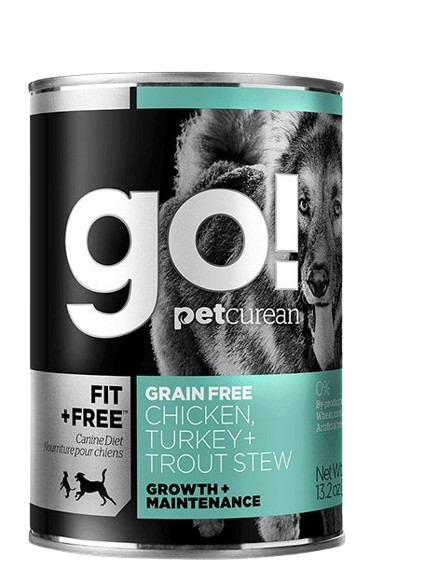 go!
petcurean
FIT
+FREE™
Canine Diet
Nourriture pour chiens
GRAIN FREE
CHICKEN,
TURKEY+
TROUT STEW
GROWTH +
MAINTENANCE
0%
Net
13.2 oz